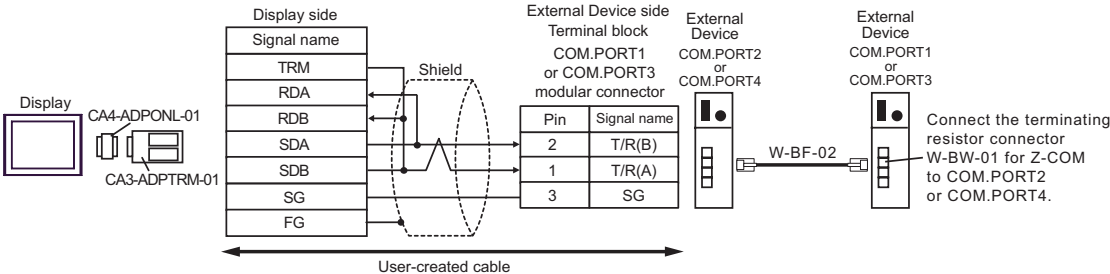 Display
CA4-ADPONL-01
CA3-ADPTRM-01
Display side
Signal name
TRM
RDA
RDB
SDA
SDB
SG
FG
Shield
External Device side
Terminal block
COM.PORT1
or COM.PORT3
modular connector
Pin Signal name
2 T/R(B)
1 T/R(A)
3 SG
External
Device
COM.PORT2
or
COM.PORT4
W-BF-02
External
Device
COM.PORT1
or
COM.PORT3
Connect the terminating
resistor connector
W-BW-01 for Z-COM
to COM.PORT2
or COM.PORT4.
User-created cable